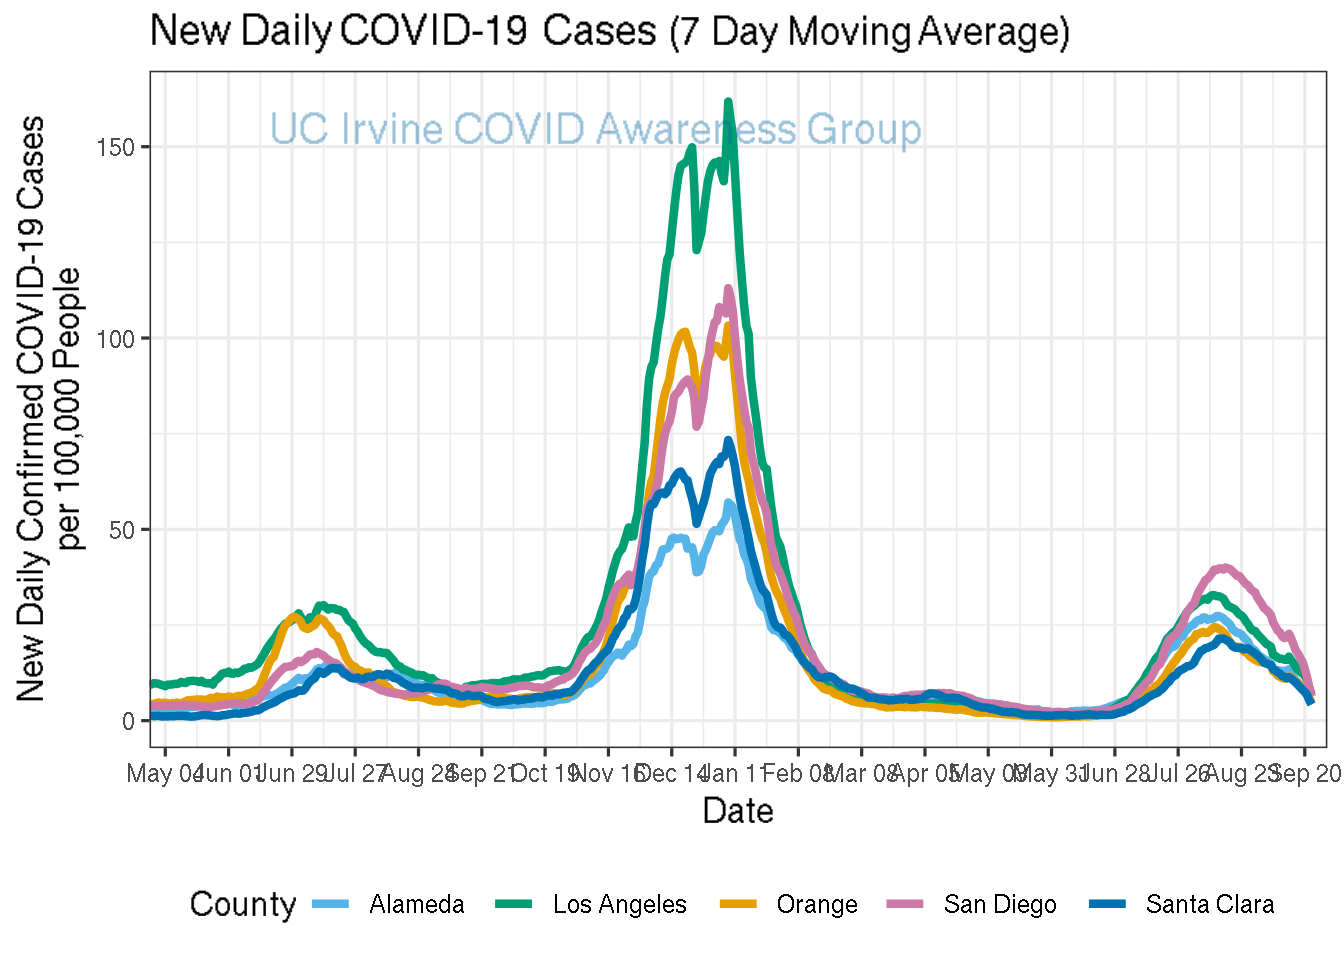 New Daily COVID-19 Cases (7 Day Moving Average)
UC Irvine COVID Awareness Group
New Daily Confirmed COVID-19 Cases
per 100,000 People
150
100
50
0
May 04 Jun 01 Jun 29 Jul 27 Aug 24 Sep 21 Oct 19 Nov 16 Dec 14 Jan 11 Feb 08 Mar 08 Apr 05 May 03 May 31 Jun 28 Jul 26 Aug 23 Sep 20
Date
County Alameda Los Angeles Orange San Diego Santa Clara